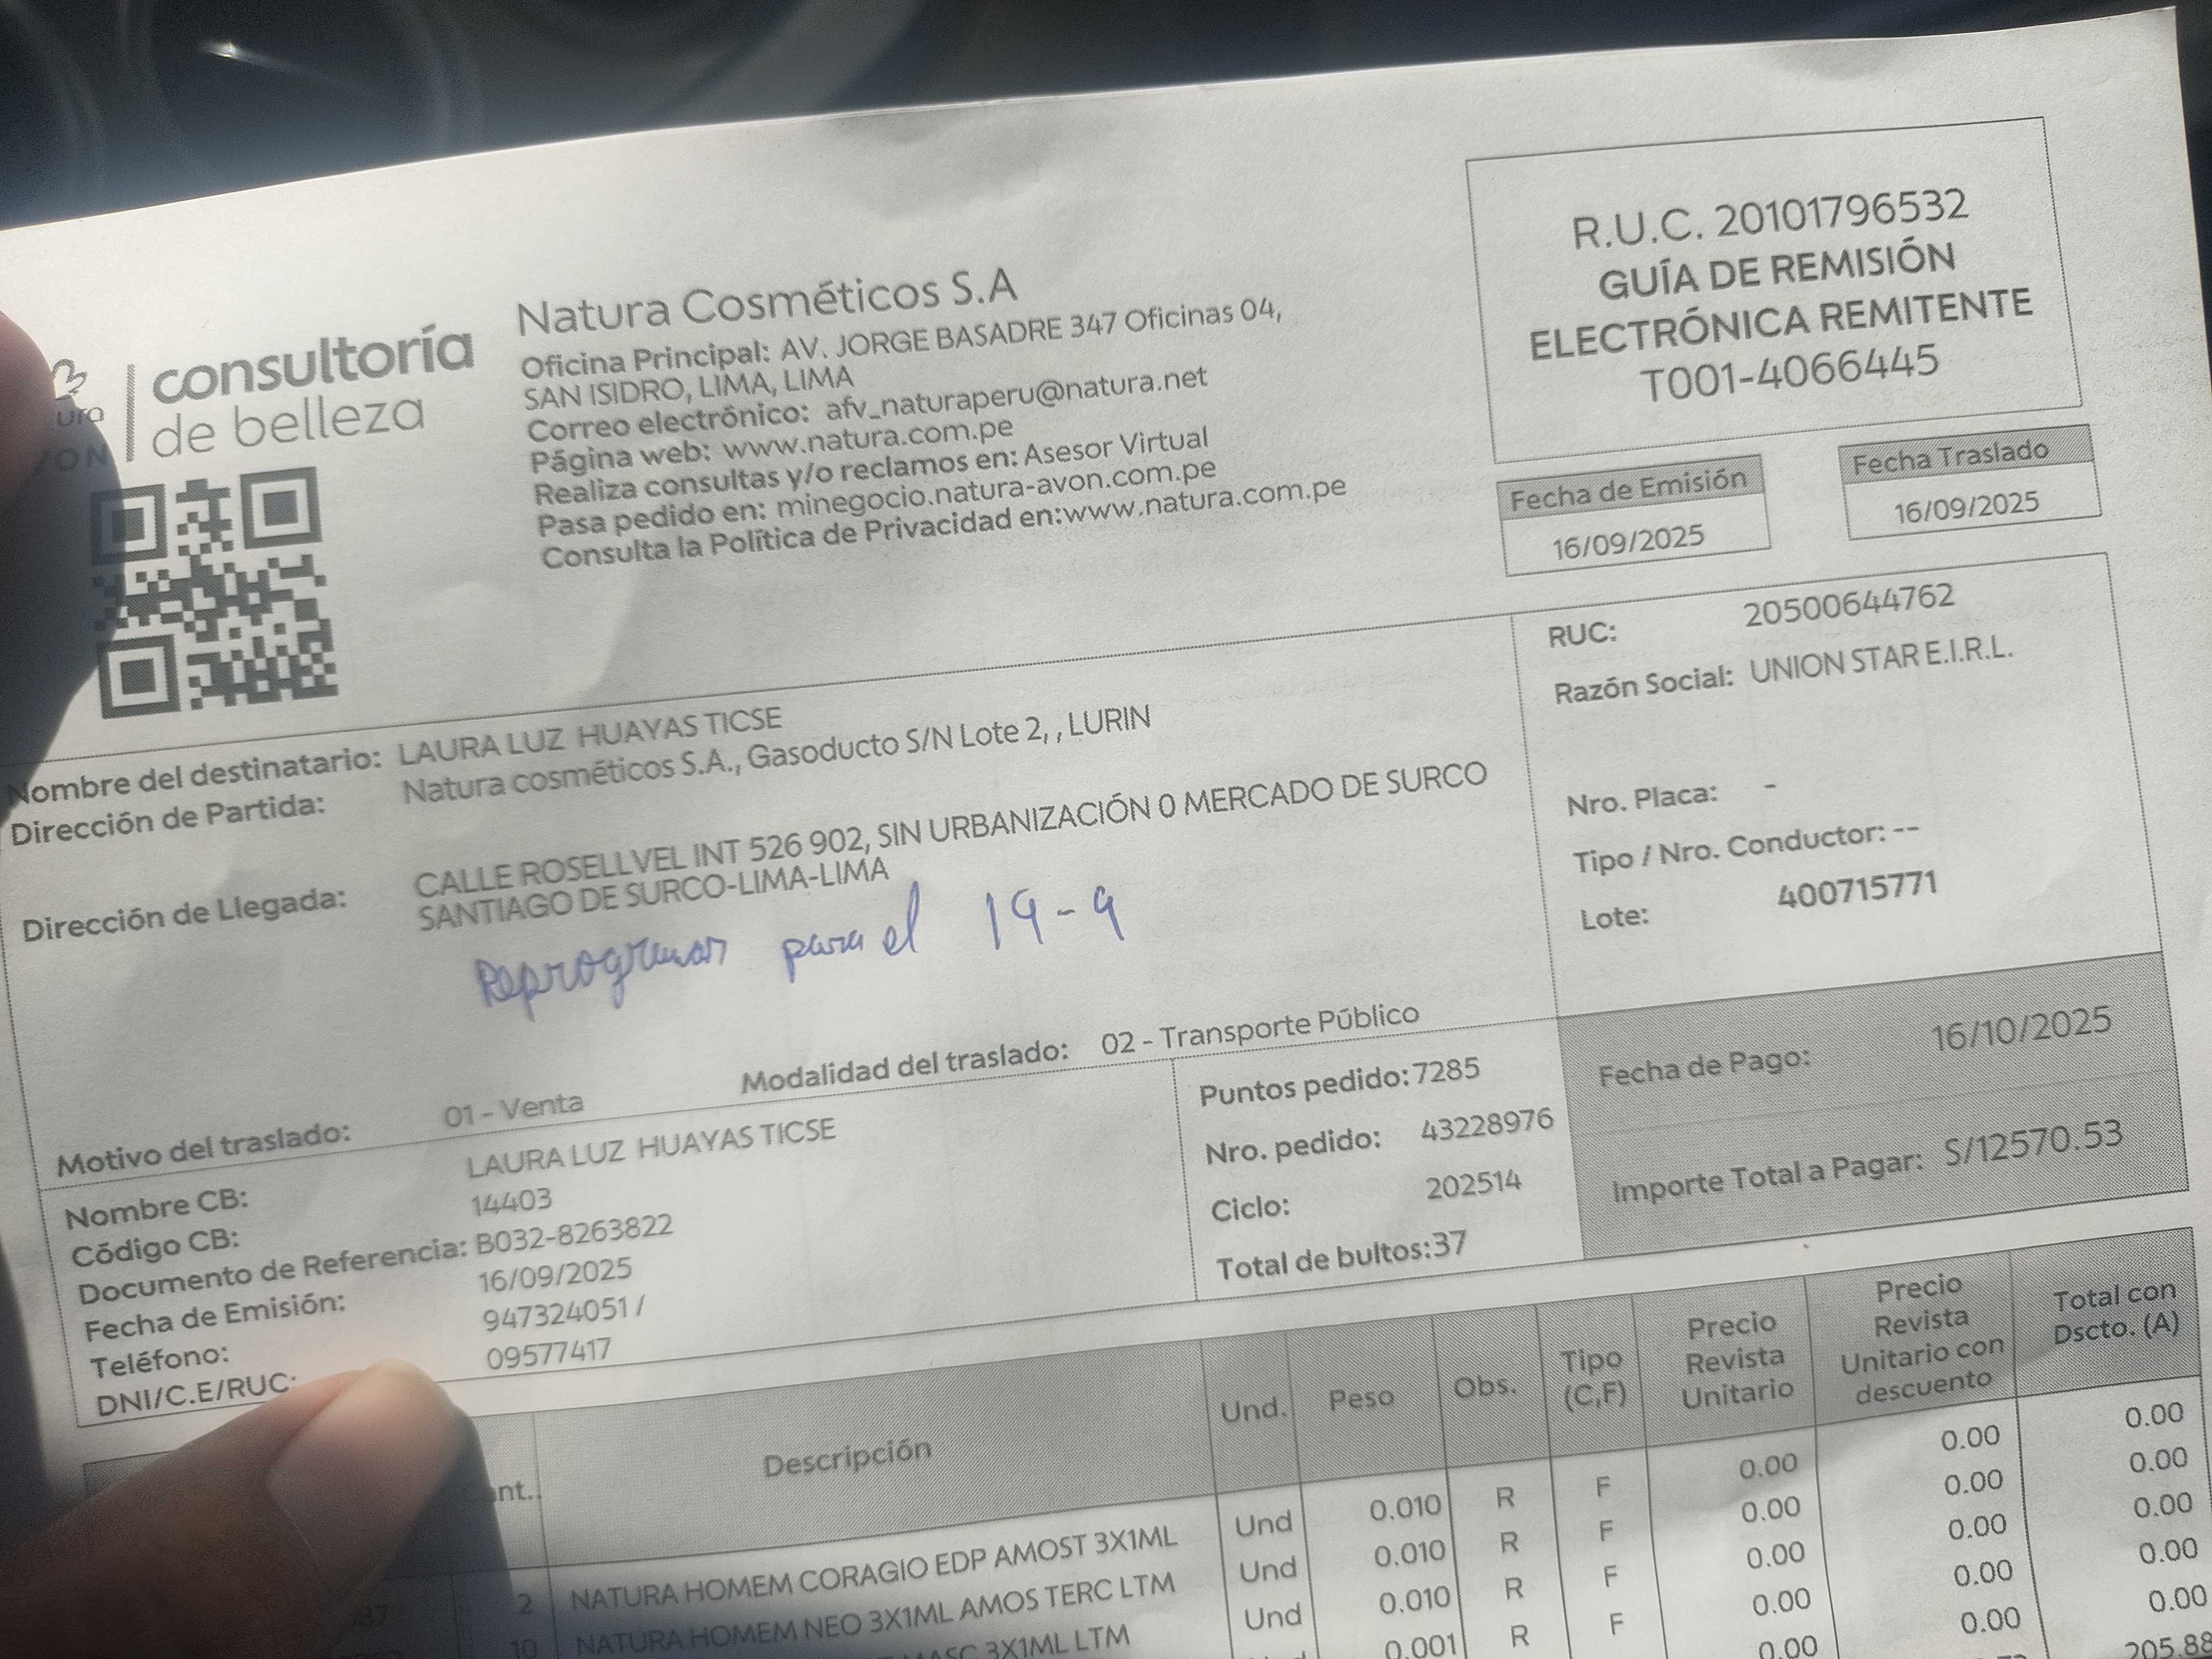 consultoría
de belleza
Natura Cosméticos S.A
Oficina Principal: AV. JORGE BASADRE 347 Oficinas 04,
SAN ISIDRO, LIMA, LIMA
Correo electrónico: afv_naturaperu@natura.net
Página web: www.natura.com.pe
Realiza consultas y/o reclamos en: Asesor Virtual
Pasa pedido en: minegocio.natura-avon.com.pe
Consulta la Política de Privacidad en:www.natura.com.pe
R.U.C. 20101796532
GUÍA DE REMISIÓN
ELECTRÓNICA REMITENTE
T001-4066445
Fecha de Emisión
16/09/2025
Fecha Traslado
16/09/2025
Nombre del destinatario: LAURA LUZ HUAYAS TICSE
Dirección de Partida: Natura cosméticos S.A., Gasoducto S/N Lote 2, , LURIN
Dirección de Llegada: CALLE ROSELLVEL INT 526 902, SIN URBANIZACIÓN 0 MERCADO DE SURCO
SANTIAGO DE SURCO-LIMA-LIMA
Reprogramar para el 19-9
Motivo del traslado: 01 - Venta
Modalidad del traslado: 02 - Transporte Público
RUC: 20500644762
Razón Social: UNION STAR E.I.R.L.
Nro. Placa: -
Tipo / Nro. Conductor: --
Lote: 400715771
Nombre CB: LAURA LUZ HUAYAS TICSE
Código CB: 14403
Documento de Referencia: B032-8263822
Fecha de Emisión: 16/09/2025
Teléfono: 947324051 /
DNI/C.E/RUC: 09577417
Puntos pedido: 7285
Nro. pedido: 43228976
Ciclo: 202514
Total de bultos: 37
Fecha de Pago: 16/10/2025
Importe Total a Pagar: S/12570.53
Descripción Und. Peso Obs. Tipo (C,F) Precio Revista Unitario Precio Revista Unitario con descuento Total con Dscto. (A)
2 NATURA HOMEM CORAGIO EDP AMOST 3X1ML Und 0.010 R F 0.00 0.00 0.00
10 NATURA HOMEM NEO 3X1ML AMOS TERC LTM Und 0.010 R F 0.00 0.00 0.00
3X1ML LTM Und 0.010 R F 0.00 0.00 0.00
0.001 R F 0.00 0.00 0.00
0.00 0.00 0.00
205.88